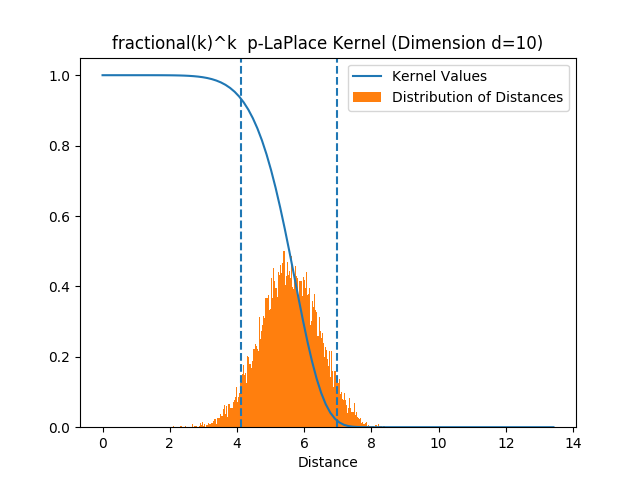 fractional(k)^k  p-LaPlace Kernel (Dimension d=10)
Kernel Values
Distribution of Distances
1.0
0.8
0.6
0.4
0.2
0.0
0 2 4 6 8 10 12 14
Distance